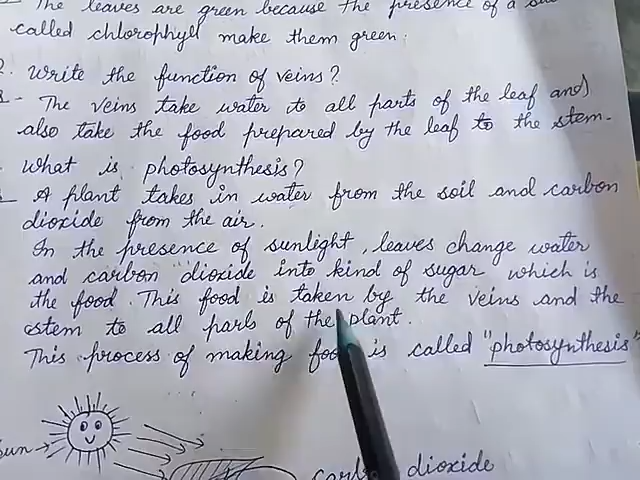 The leaves are green because the presence of a
called chlorophyll make them green.
Write the function of veins?
The veins take water to all parts of the leaf and
also take the food prepared by the leaf to the stem.
What is photosynthesis?
A plant takes in water from the soil and carbon
dioxide from the air.
In the presence of sunlight, leaves change water
and carbon dioxide into kind of sugar which is
the food. This food is taken by the veins and the
stem to all parts of the plant.
This process of making food is called "photosynthesis"
Sun
carbon dioxide